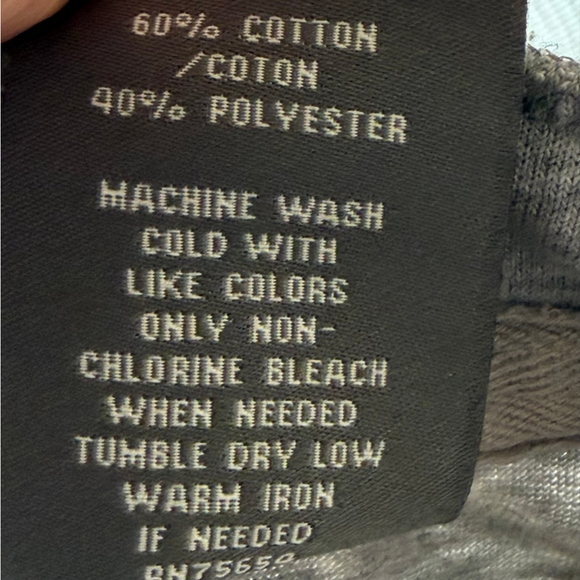 60% COTTON
/COTON
40% POLYESTER
MACHINE WASH
COLD WITH
LIKE COLORS
ONLY NON-
CHLORINE BLEACH
WHEN NEEDED
TUMBLE DRY LOW
WARM IRON
IF NEEDED